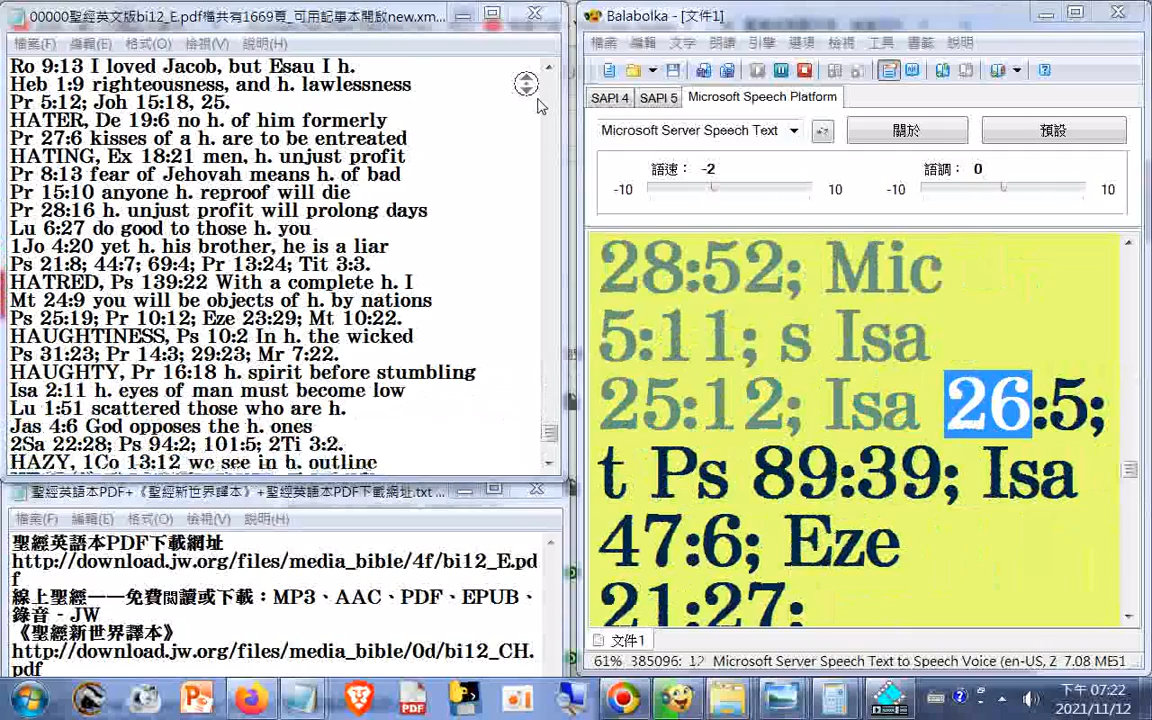 00000聖經英文版bi12_E.pdf檔共有1669頁_可用記事本開啟new.xm...
檔案(F) 編輯(E) 格式(O) 檢視(V) 說明(H)
Ro 9:13 I loved Jacob, but Esau I h.
Heb 1:9 righteousness, and h. lawlessness
Pr 5:12; Joh 15:18, 25.
HATER, De 19:6 no h. of him formerly
Pr 27:6 kisses of a h. are to be entreated
HATING, Ex 18:21 men, h. unjust profit
Pr 8:13 fear of Jehovah means h. of bad
Pr 15:10 anyone h. reproof will die
Pr 28:16 h. unjust profit will prolong days
Lu 6:27 do good to those h. you
1Jo 4:20 yet h. his brother, he is a liar
Ps 21:8; 44:7; 69:4; Pr 13:24; Tit 3:3.
HATRED, Ps 139:22 With a complete h. I
Mt 24:9 you will be objects of h. by nations
Ps 25:19; Pr 10:12; Eze 23:29; Mt 10:22.
HAUGHTINESS, Ps 10:2 In h. the wicked
Ps 31:23; Pr 14:3; 29:23; Mr 7:22.
HAUGHTY, Pr 16:18 h. spirit before stumbling
Isa 2:11 h. eyes of man must become low
Lu 1:51 scattered those who are h.
Jas 4:6 God opposes the h. ones
2Sa 22:28; Ps 94:2; 101:5; 2Ti 3:2.
HAZY, 1Co 13:12 we see in h. outline
聖經英語本PDF+《聖經新世界譯本》+聖經英語本PDF下載網址.txt ...
檔案(F) 編輯(E) 格式(O) 檢視(V) 說明(H)
聖經英語本PDF下載網址
http://download.jw.org/files/media_bible/4f/bi12_E.pd
f
線上聖經——免費閱讀或下載：MP3、AAC、PDF、EPUB、
錄音 - JW
《聖經新世界譯本》
http://download.jw.org/files/media_bible/0d/bi12_CH.
pdf
Balabolka - [文件1]
檔案 編輯 文字 朗讀 引擎 選項 檢視 工具 書籤 說明
SAPI 4 SAPI 5 Microsoft Speech Platform
Microsoft Server Speech Text 關於 預設
語速： -2 語調： 0
-10 10 -10 10
28:52; Mic
5:11; s Isa
25:12; Isa 26:5;
t Ps 89:39; Isa
47:6; Eze
21:27;
文件1
61% 385096: 12 Microsoft Server Speech Text to Speech Voice (en-US, Z 7.08 ME51
PDF
下午 07:22
2021/11/12